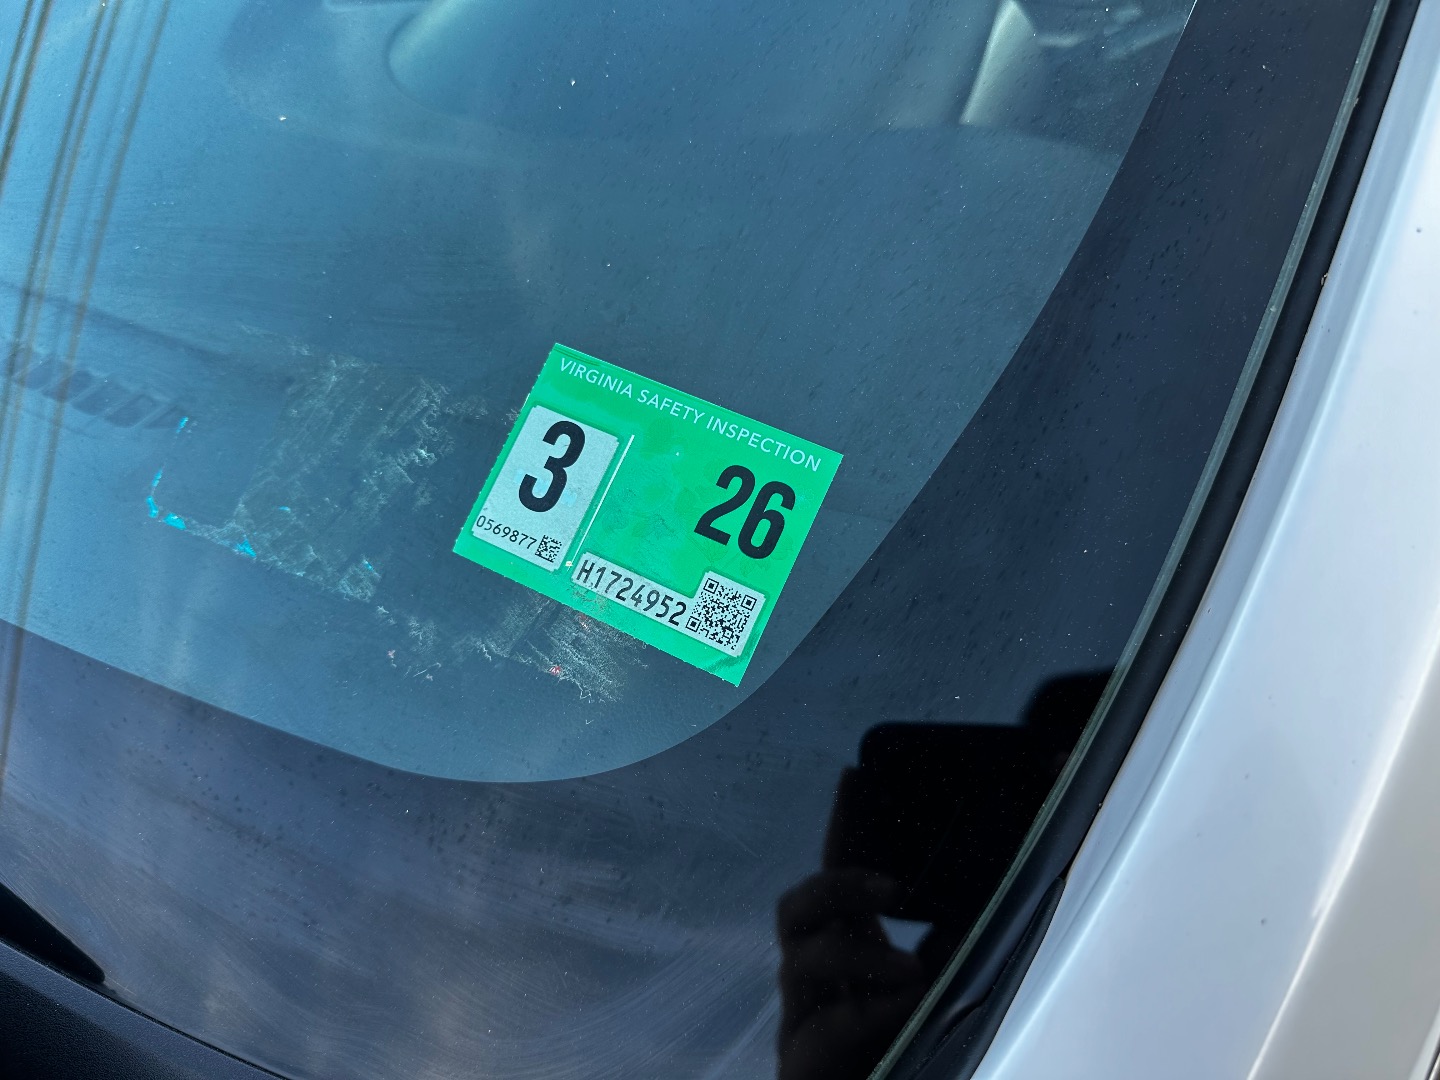 VIRGINIA SAFETY INSPECTION
3
26
0569877
H1724952